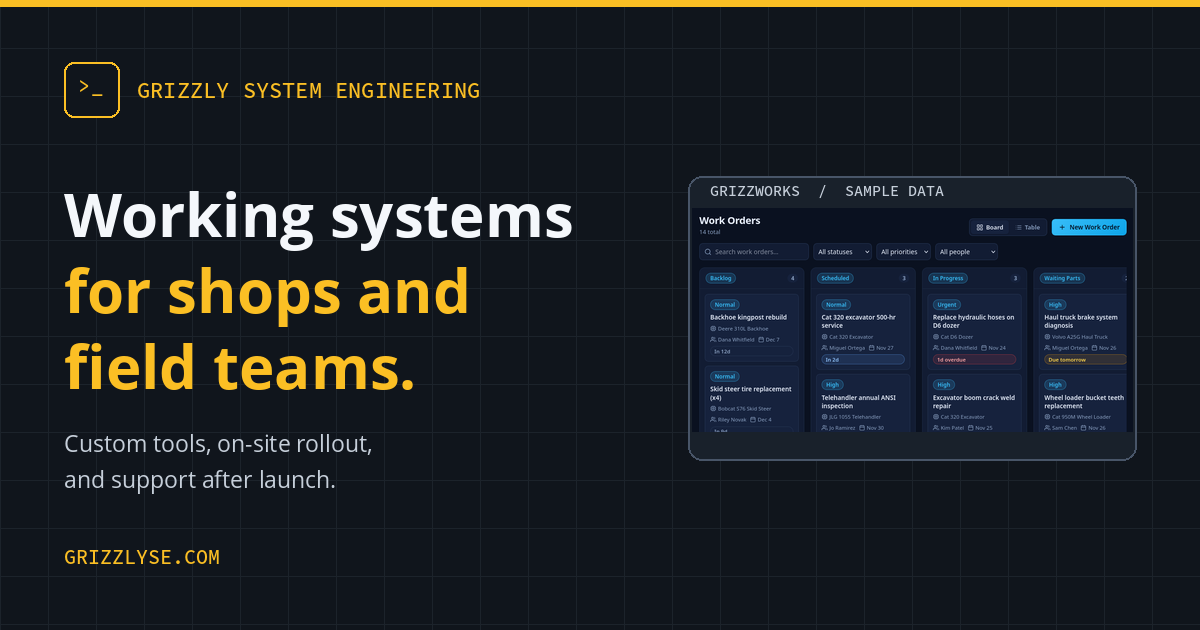 >_
GRIZZLY SYSTEM ENGINEERING
Working systems
for shops and
field teams.
Custom tools, on-site rollout,
and support after launch.
GRIZZLYSE.COM
GRIZZWORKS / SAMPLE DATA
Work Orders
14 total
Board Table + New Work Order
Search work orders... All statuses All priorities All people
Backlog 4
Normal
Backhoe kingpost rebuild
Deere 310L Backhoe
Dana Whitfield Dec 7
In 12d
Normal
Skid steer tire replacement
(x4)
Bobcat S76 Skid Steer
Riley Novak Dec 4
Scheduled 3
Normal
Cat 320 excavator 500-hr
service
Cat 320 Excavator
Miguel Ortega Nov 27
In 2d
High
Telehandler annual ANSI
inspection
JLG 1055 Telehandler
Jo Ramirez Nov 30
In Progress 3
Urgent
Replace hydraulic hoses on
D6 dozer
Cat D6 Dozer
Dana Whitfield Nov 24
1d overdue
High
Excavator boom crack weld
repair
Cat 320 Excavator
Kim Patel Nov 25
Waiting Parts
High
Haul truck brake system
diagnosis
Volvo A25G Haul Truck
Miguel Ortega Nov 26
Due tomorrow
High
Wheel loader bucket teeth
replacement
Cat 950M Wheel Loader
Sam Chen Nov 26